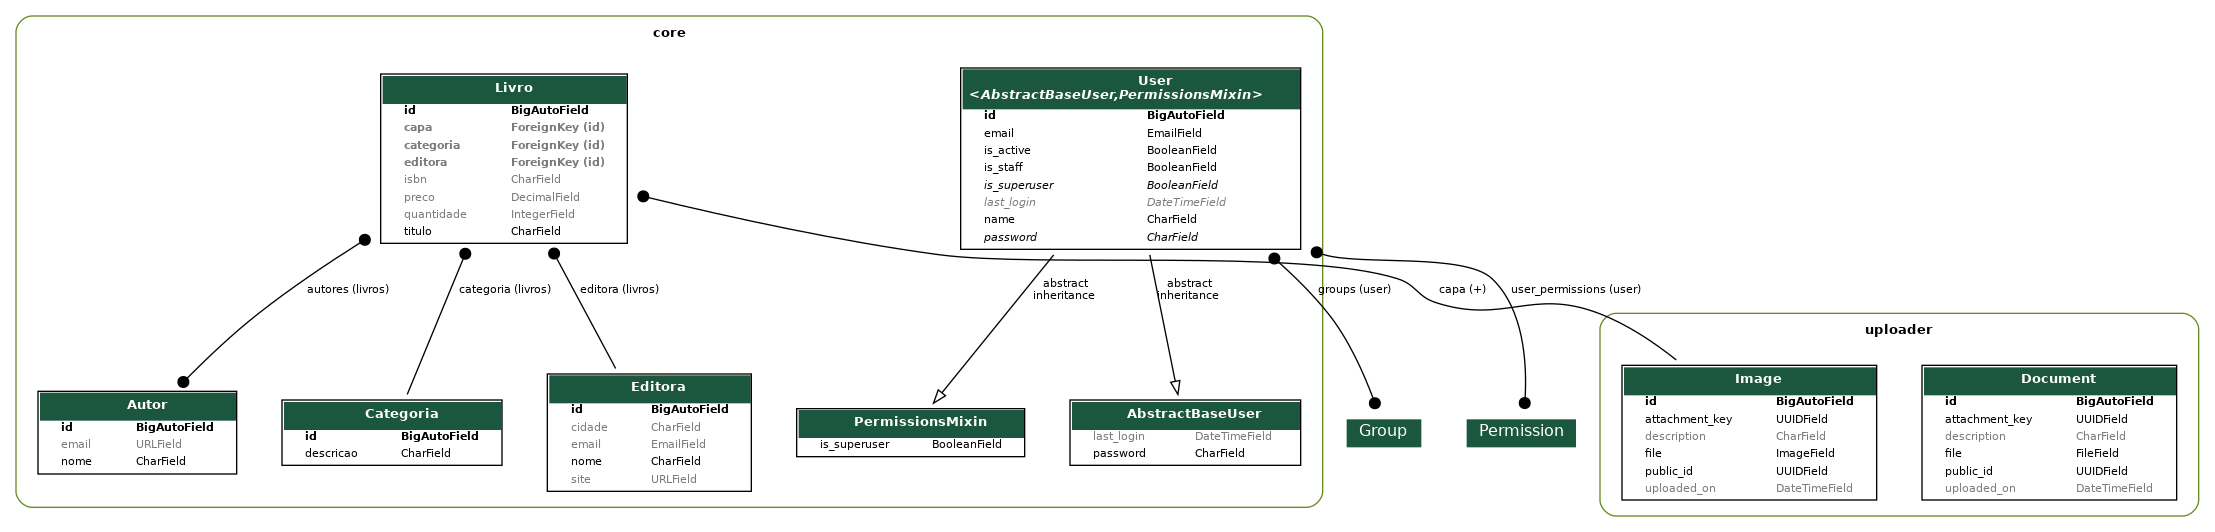 core
Livro
id BigAutoField
capa ForeignKey (id)
categoria ForeignKey (id)
editora ForeignKey (id)
isbn CharField
preco DecimalField
quantidade IntegerField
titulo CharField
User
<AbstractBaseUser,PermissionsMixin>
id BigAutoField
email EmailField
is_active BooleanField
is_staff BooleanField
is_superuser BooleanField
last_login DateTimeField
name CharField
password CharField
autores (livros)
categoria (livros)
editora (livros)
abstract
inheritance
abstract
inheritance
groups (user)
capa (+)
user_permissions (user)
Autor
id BigAutoField
email URLField
nome CharField
Categoria
id BigAutoField
descricao CharField
Editora
id BigAutoField
cidade CharField
email EmailField
nome CharField
site URLField
PermissionsMixin
is_superuser BooleanField
AbstractBaseUser
last_login DateTimeField
password CharField
Group
Permission
uploader
Image
id BigAutoField
attachment_key UUIDField
description CharField
file ImageField
public_id UUIDField
uploaded_on DateTimeField
Document
id BigAutoField
attachment_key UUIDField
description CharField
file FileField
public_id UUIDField
uploaded_on DateTimeField